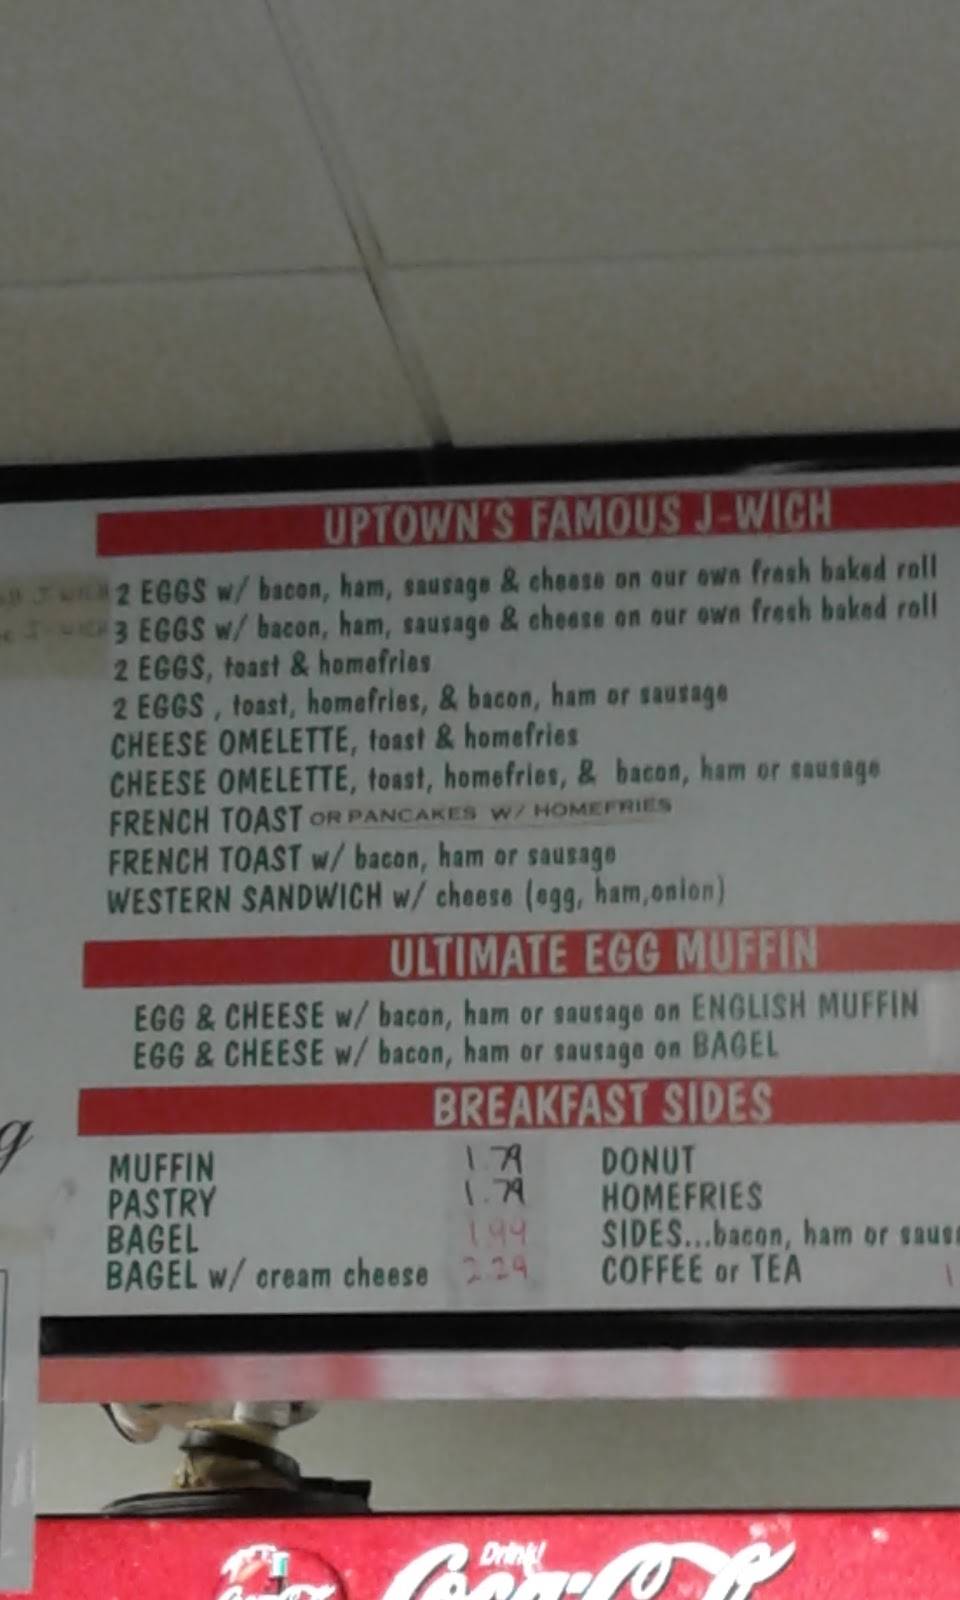 UPTOWN'S FAMOUS J-WICH
2 EGGS w/ bacon, ham, sausage & cheese on our own fresh baked roll
3 EGGS w/ bacon, ham, sausage & cheese on our own fresh baked roll
2 EGGS, toast & homefries
2 EGGS , toast, homefries, & bacon, ham or sausage
CHEESE OMELETTE, toast & homefries
CHEESE OMELETTE, toast, homefries, & bacon, ham or sausage
FRENCH TOAST OR PANCAKES W/ HOMEFRIES
FRENCH TOAST w/ bacon, ham or sausage
WESTERN SANDWICH w/ cheese (egg, ham,onion)
ULTIMATE EGG MUFFIN
EGG & CHEESE w/ bacon, ham or sausage on ENGLISH MUFFIN
EGG & CHEESE w/ bacon, ham or sausage on BAGEL
BREAKFAST SIDES
MUFFIN 1.79 DONUT
PASTRY 1.79 HOMEFRIES
BAGEL 1.99 SIDES...bacon, ham or saus
BAGEL w/ cream cheese 2.29 COFFEE or TEA 1
g
Drink!
Coca-Cola